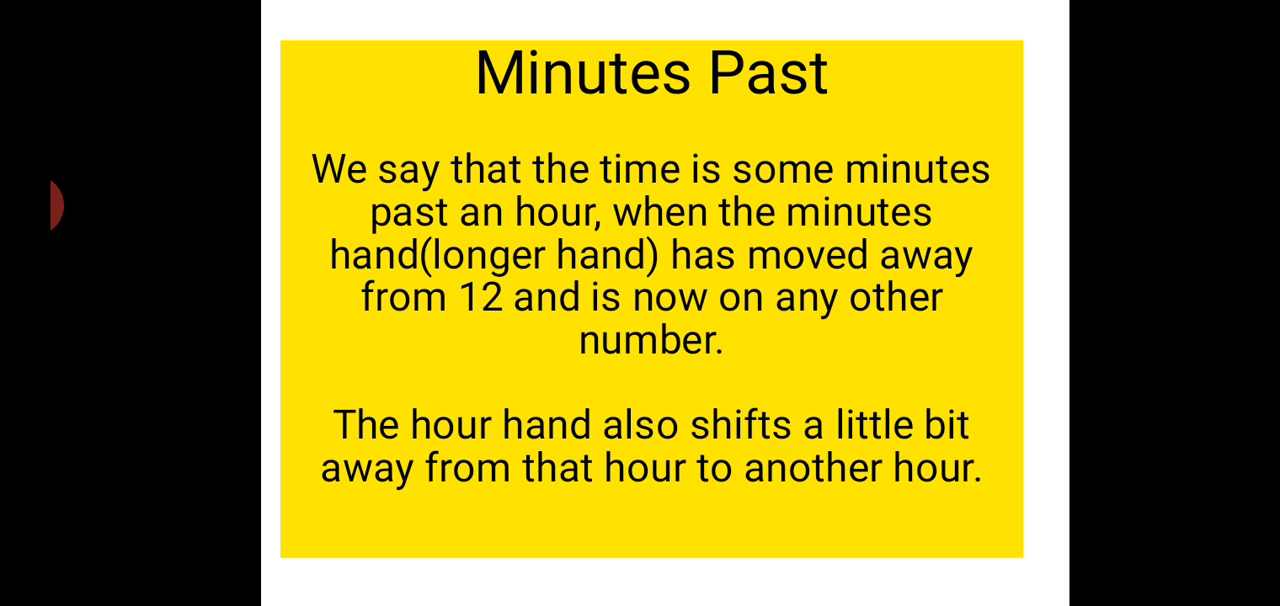 Minutes Past
We say that the time is some minutes
past an hour, when the minutes
hand(longer hand) has moved away
from 12 and is now on any other
number.
The hour hand also shifts a little bit
away from that hour to another hour.